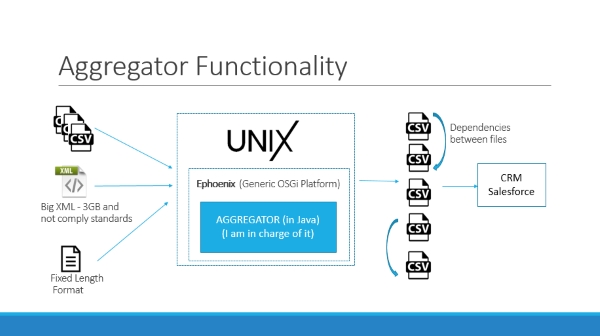 Aggregator Functionality
CSV
XML
Big XML - 3GB and
not comply standards
Fixed Length
Format
UNIX
Ephoenix (Generic OSGi Platform)
AGGREGATOR (in Java)
(I am in charge of it)
CSV
CSV
CSV
CSV
CSV
Dependencies
between files
CRM
Salesforce